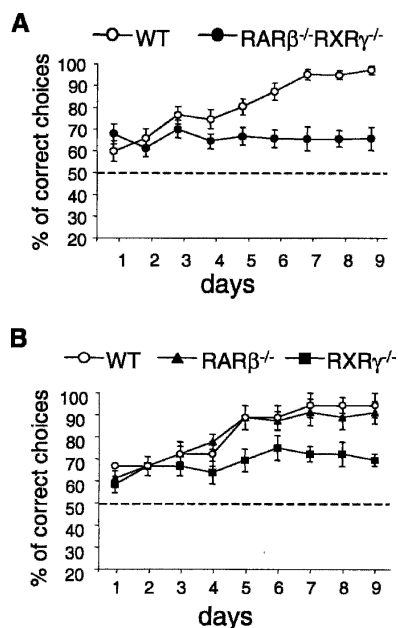 A
WT RARβ-/-RXRγ-/-
% of correct choices
100
90
80
70
60
50
40
30
20
1 2 3 4 5 6 7 8 9
days
B
WT RARβ-/- RXRγ-/-
% of correct choices
100
90
80
70
60
50
40
30
20
1 2 3 4 5 6 7 8 9
days